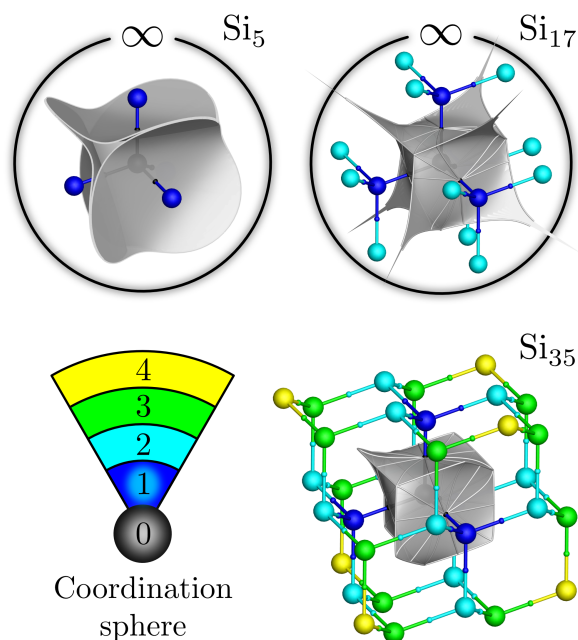 ∞ Si₅
∞ Si₁₇
Si₃₅
4
3
2
1
0
Coordination
sphere